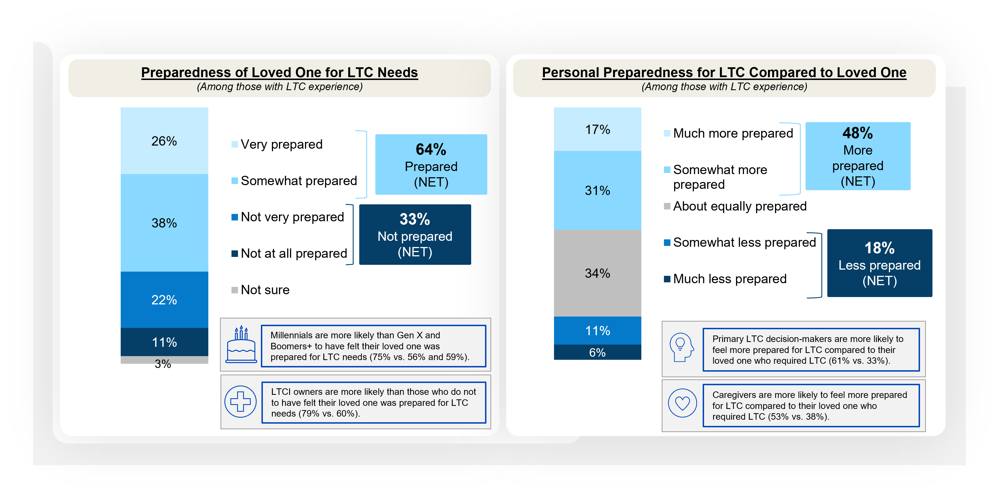 Preparedness of Loved One for LTC Needs
(Among those with LTC experience)
26%
38%
22%
11%
3%
Very prepared
Somewhat prepared
Not very prepared
Not at all prepared
Not sure
64%
Prepared
(NET)
33%
Not prepared
(NET)
Millennials are more likely than Gen X and
Boomers+ to have felt their loved one was
prepared for LTC needs (75% vs. 56% and 59%).
LTCI owners are more likely than those who do not
to have felt their loved one was prepared for LTC
needs (79% vs. 60%).
Personal Preparedness for LTC Compared to Loved One
(Among those with LTC experience)
17%
31%
34%
11%
6%
Much more prepared
Somewhat more
prepared
About equally prepared
Somewhat less prepared
Much less prepared
48%
More
prepared
(NET)
18%
Less prepared
(NET)
Primary LTC decision-makers are more likely to
feel more prepared for LTC compared to their
loved one who required LTC (61% vs. 33%).
Caregivers are more likely to feel more prepared
for LTC compared to their loved one who
required LTC (53% vs. 38%).